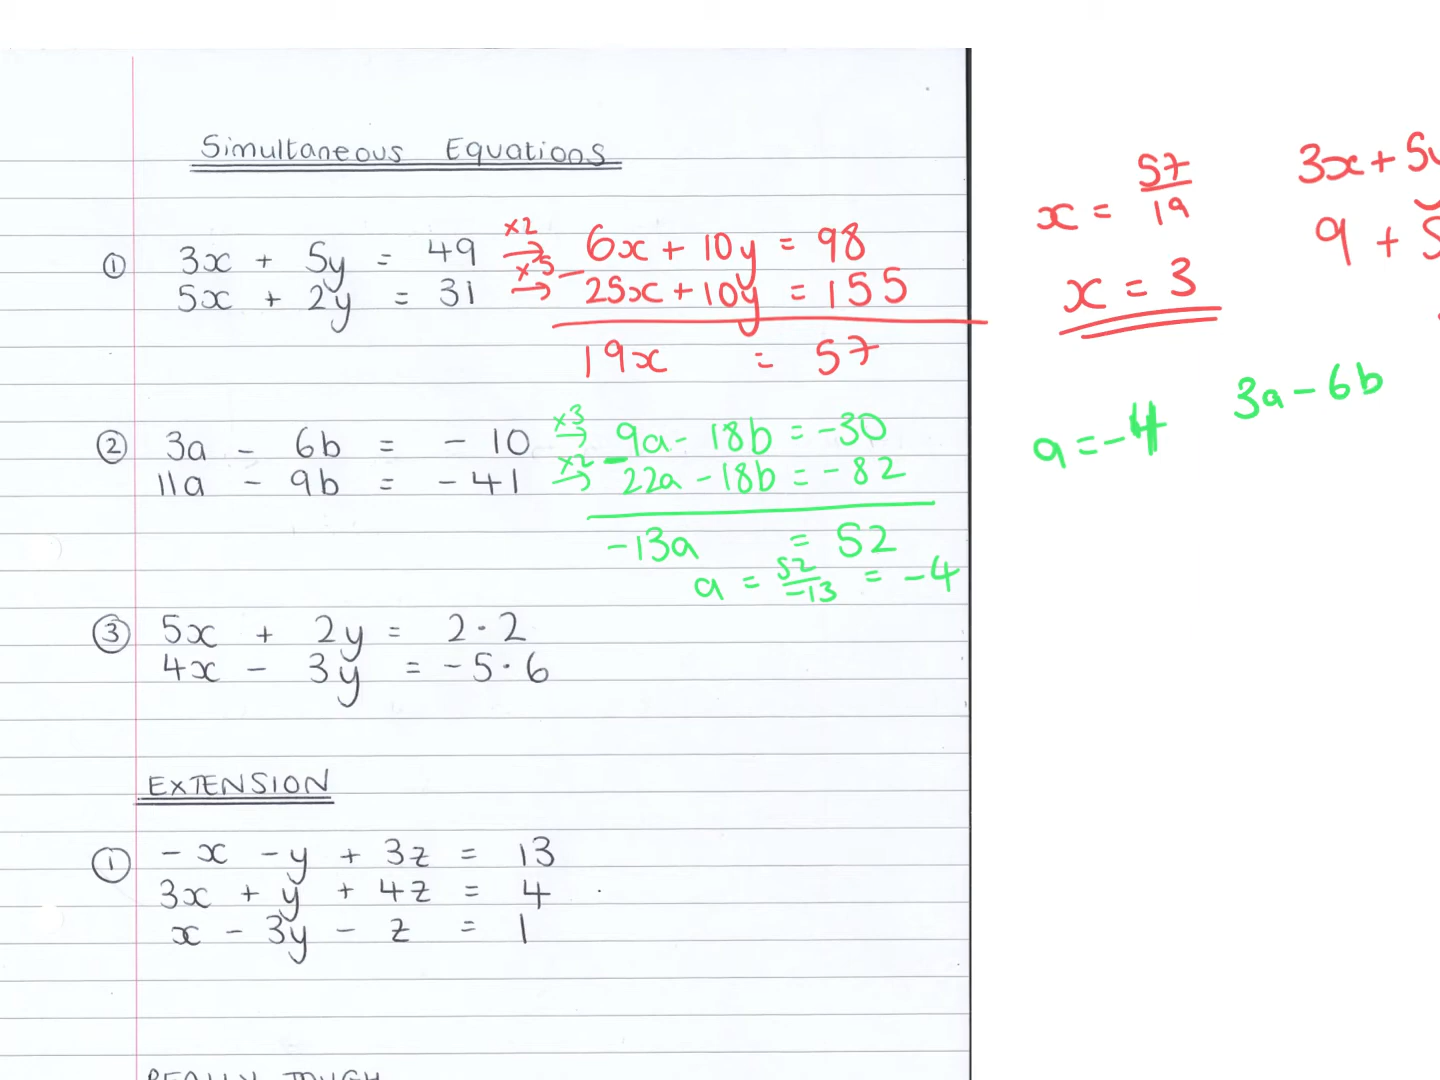 Simultaneous Equations
① 3x + 5y = 49 ×2→ 6x + 10y = 98
5x + 2y = 31 ×5→ - 25x + 10y = 155
19x = 57
x = 57/19
x = 3
3x + 5y
9 + 5
② 3a - 6b = -10 ×3→ 9a - 18b = -30
11a - 9b = -41 ×2→ - 22a - 18b = -82
-13a = 52
a = 52/-13 = -4
a = -4 3a - 6b
③ 5x + 2y = 2·2
4x - 3y = -5·6
EXTENSION
① -x - y + 3z = 13
3x + y + 4z = 4
x - 3y - z = 1
REALLY TOUGH